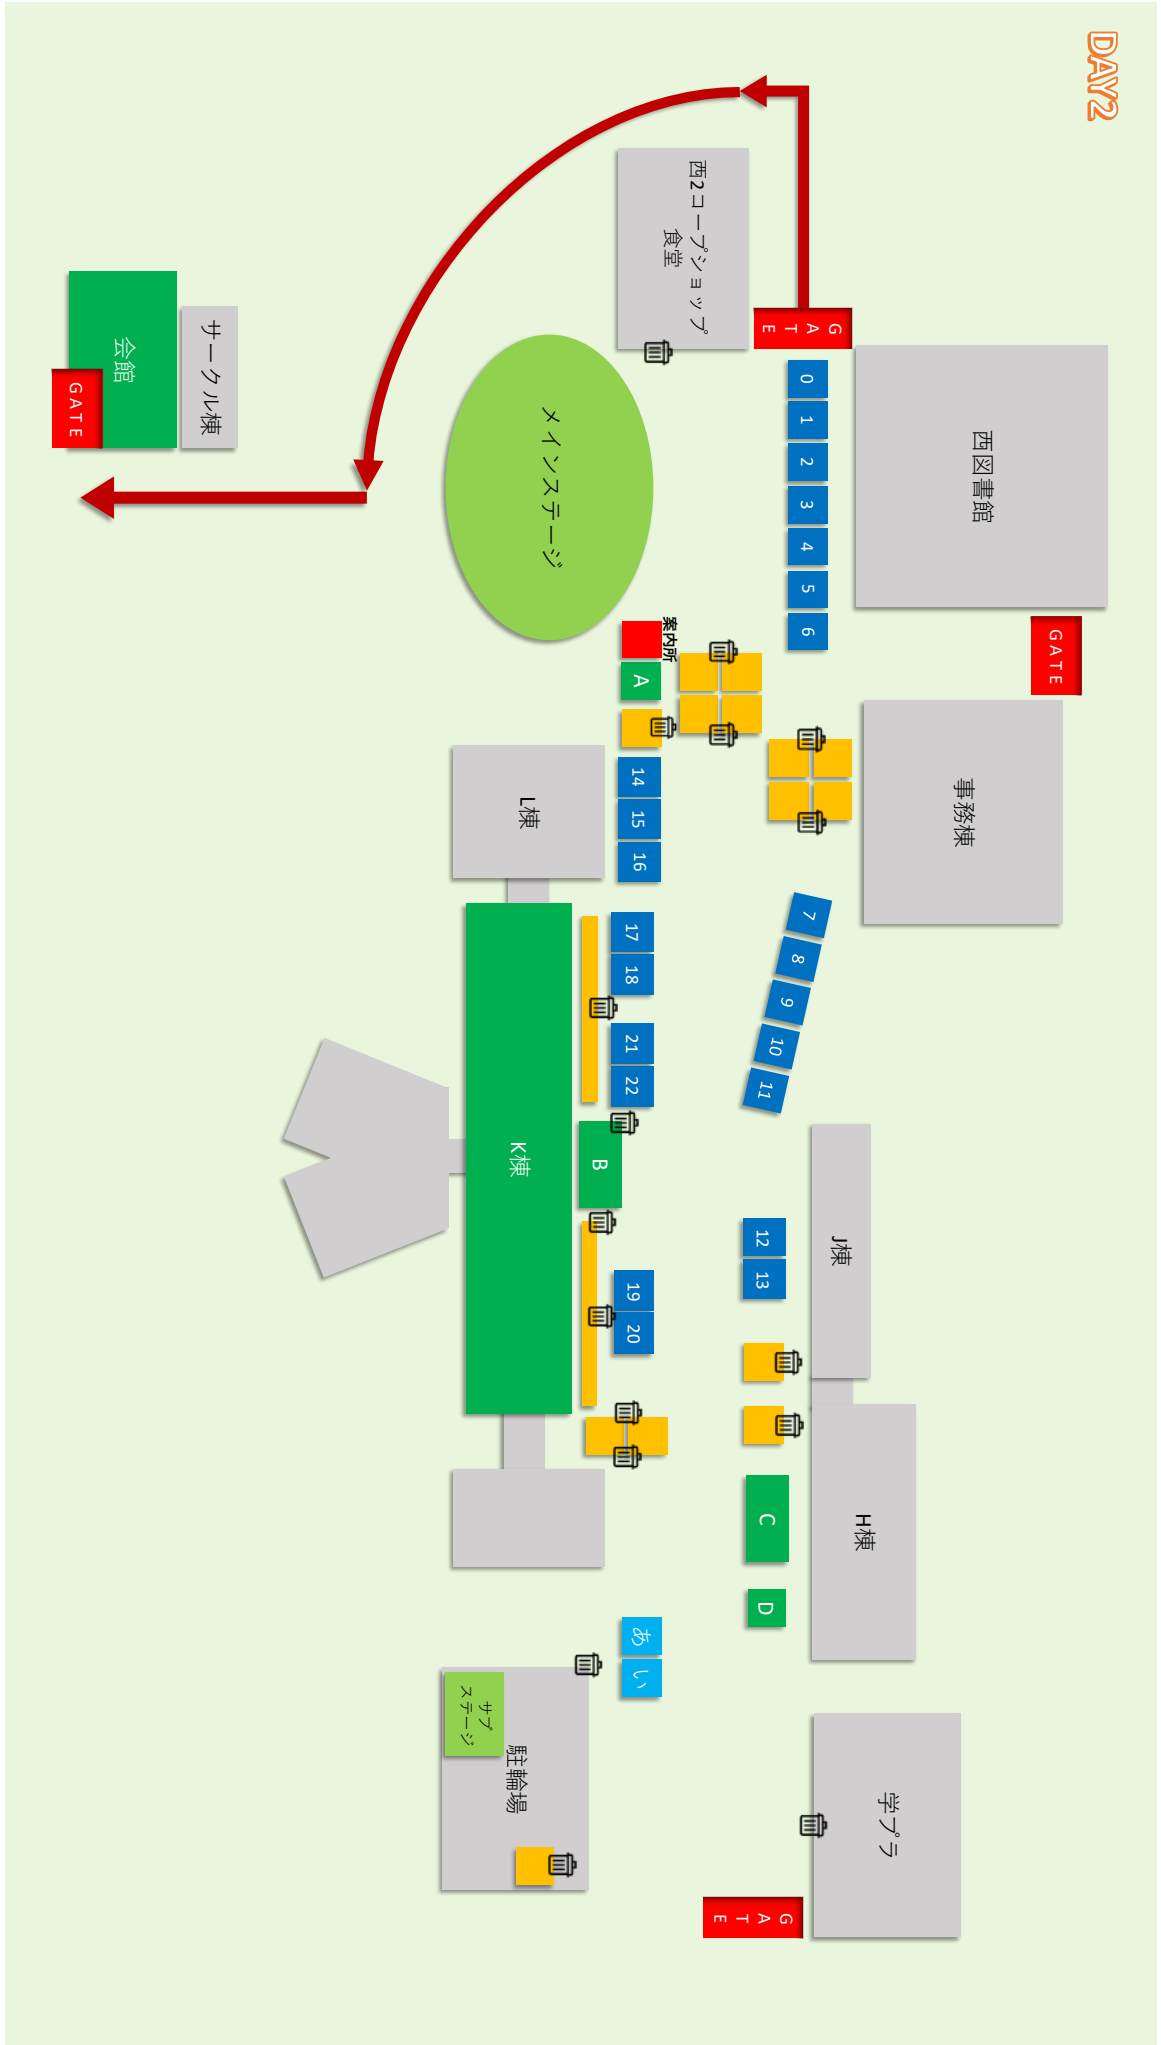 DAY2
西2コープショップ
食堂
GATE
西図書館
0
1
2
3
4
5
6
GATE
サークル棟
会館
GATE
メインステージ
案内所
A
事務棟
L棟
14
15
16
7
8
9
10
11
17
18
21
22
K棟
B
J棟
12
13
19
20
H棟
C
D
あ
い
サブ
ステージ
駐輪場
学プラ
GATE